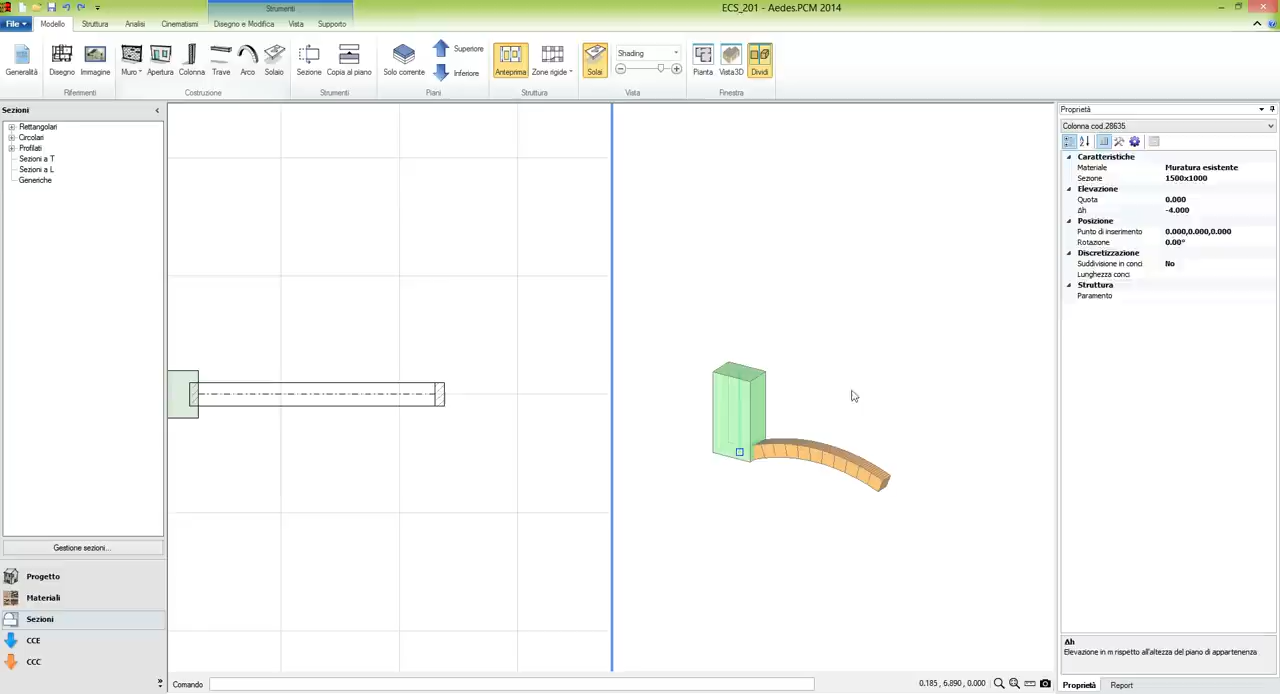 ECS_201 - Aedes.PCM 2014
Strumenti
File Modello Struttura Analisi Cinematismi Disegno e Modifica Vista Supporto
Generalità Disegno Immagine Muro Apertura Colonna Trave Arco Solaio Sezione Copia al piano Solo corrente Superiore Inferiore Anteprima Zone rigide Solai Shading Pianta Vista3D Dividi
Riferimenti Costruzione Strumenti Piani Struttura Vista Finestra
Sezioni
Rettangolari
Circolari
Profilati
Sezioni a T
Sezioni a L
Generiche
Gestione sezioni...
Progetto
Materiali
Sezioni
CCE
CCC
Comando
0.185 , 6.890 , 0.000
Proprietà
Colonna cod.28635
Caratteristiche
Materiale Muratura esistente
Sezione 1500x1000
Elevazione
Quota 0.000
Δh -4.000
Posizione
Punto di inserimento 0.000,0.000,0.000
Rotazione 0.00°
Discretizzazione
Suddivisione in conci No
Lunghezza conci
Struttura
Paramento
Δh
Elevazione in m rispetto all'altezza del piano di appartenenza
Proprietà Report